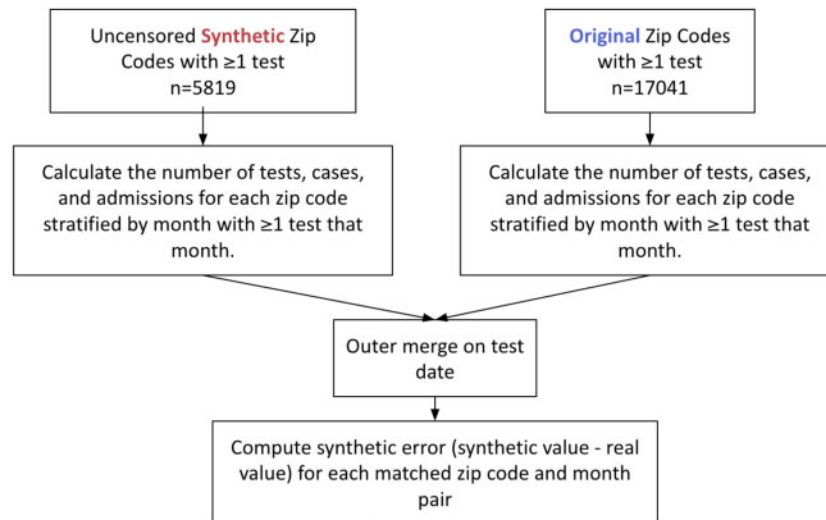 Uncensored Synthetic Zip
Codes with ≥1 test
n=5819
Original Zip Codes
with ≥1 test
n=17041
Calculate the number of tests, cases,
and admissions for each zip code
stratified by month with ≥1 test that
month.
Calculate the number of tests, cases,
and admissions for each zip code
stratified by month with ≥1 test that
month.
Outer merge on test
date
Compute synthetic error (synthetic value - real
value) for each matched zip code and month
pair